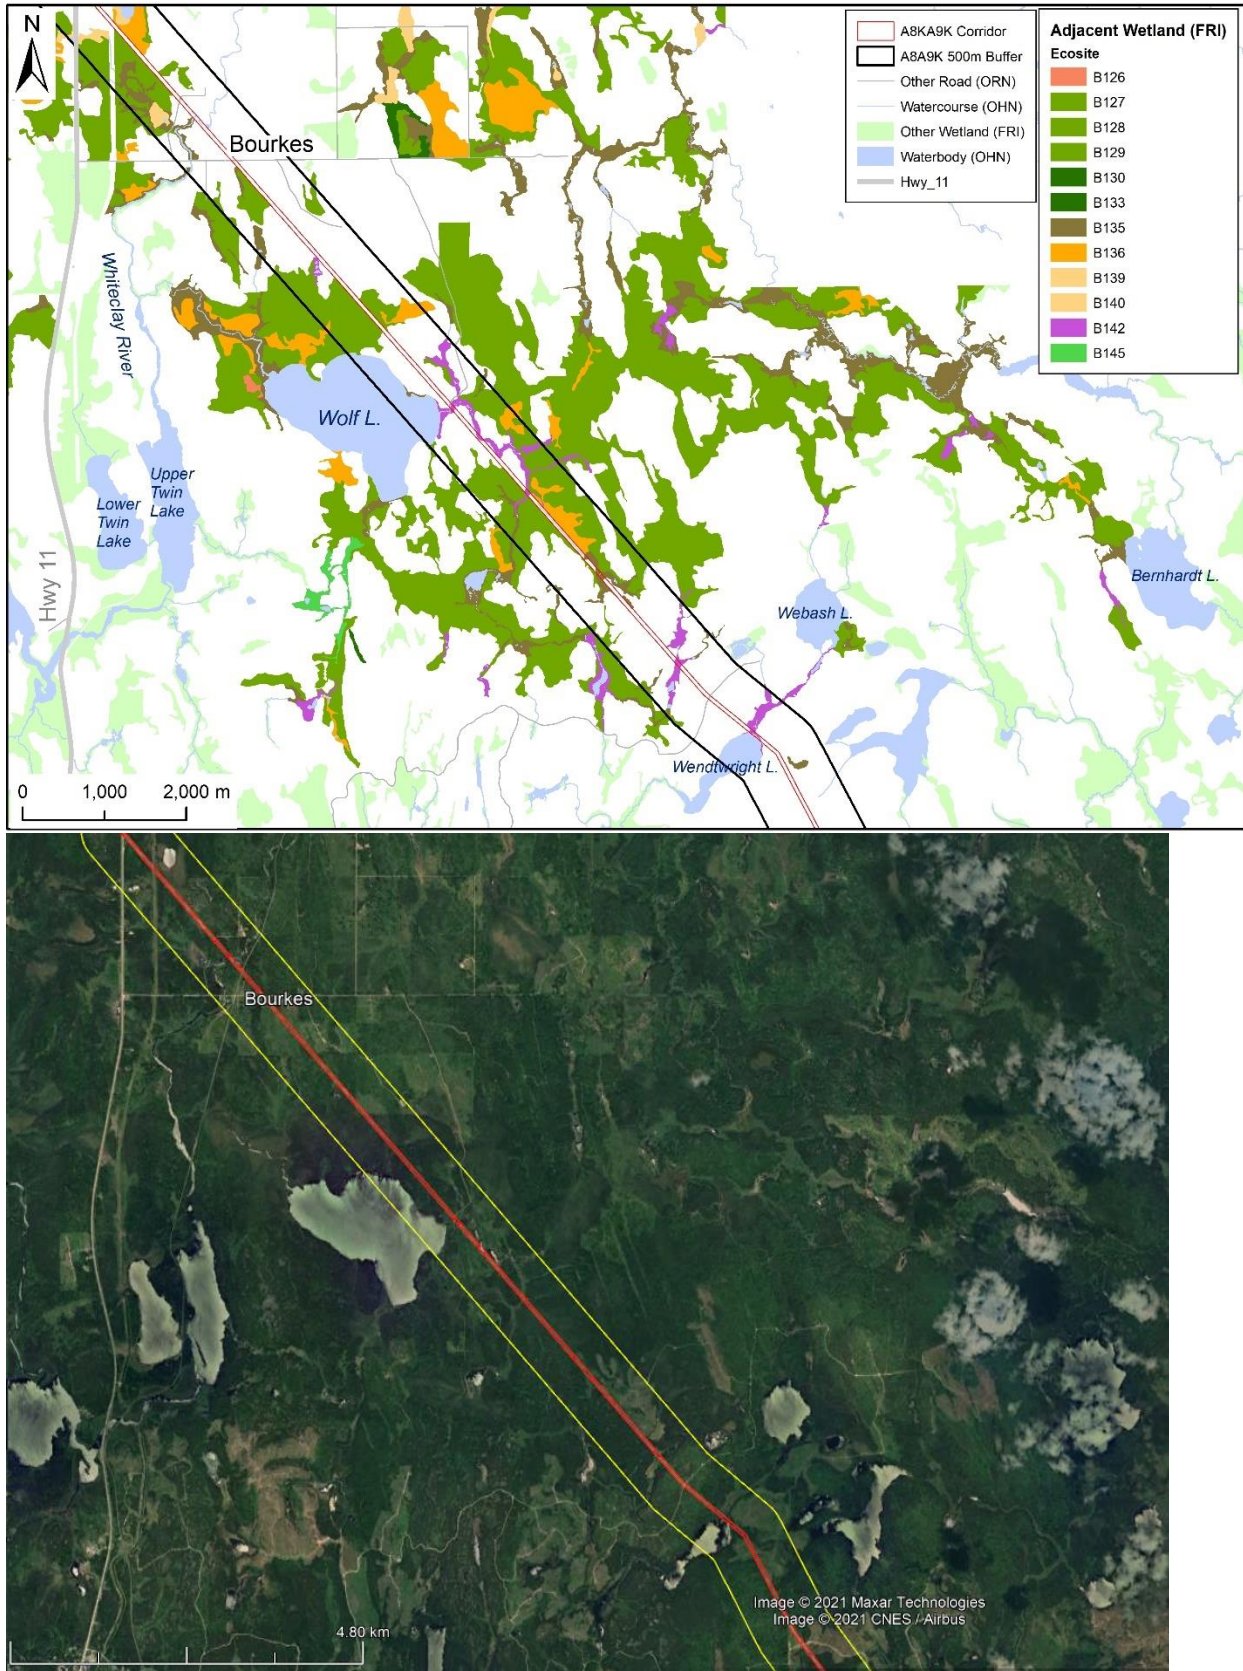 N
Bourkes
A8KA9K Corridor
A8A9K 500m Buffer
Other Road (ORN)
Watercourse (OHN)
Other Wetland (FRI)
Waterbody (OHN)
Hwy_11
Adjacent Wetland (FRI)
Ecosite
B126
B127
B128
B129
B130
B133
B135
B136
B139
B140
B142
B145
Whiteclay River
Wolf L.
Upper
Twin
Lake
Lower
Twin
Lake
Hwy 11
Bernhardt L.
Webash L.
Wendtwright L.
0 1,000 2,000 m
Bourkes
Image © 2021 Maxar Technologies
Image © 2021 CNES / Airbus
4.80 km